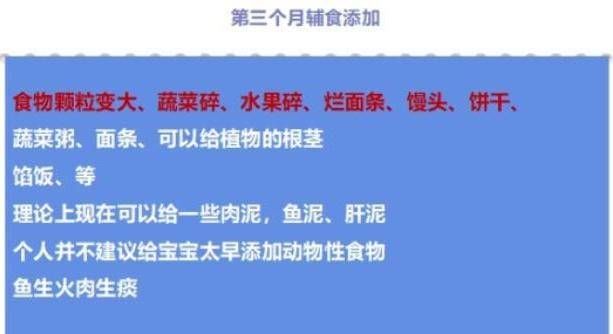 第三个月辅食添加
食物颗粒变大、蔬菜碎、水果碎、烂面条、馒头、饼干、
蔬菜粥、面条、可以给植物的根茎
馅饭、等
理论上现在可以给一些肉泥，鱼泥、肝泥
个人并不建议给宝宝太早添加动物性食物
鱼生火肉生痰